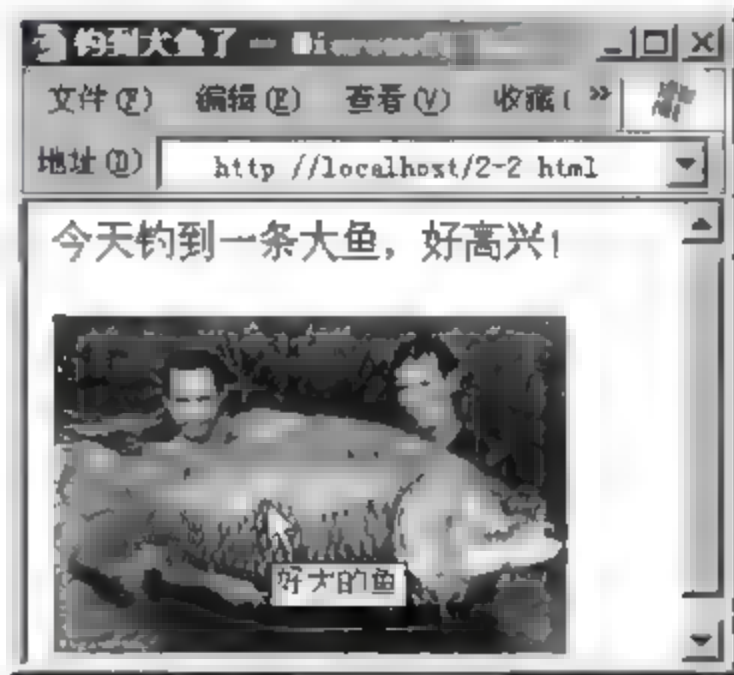 钓到大鱼了 -
文件(F) 编辑(E) 查看(V) 收藏( »
地址(D) http //localhost/2-2 html
今天钓到一条大鱼，好高兴!
好大的鱼